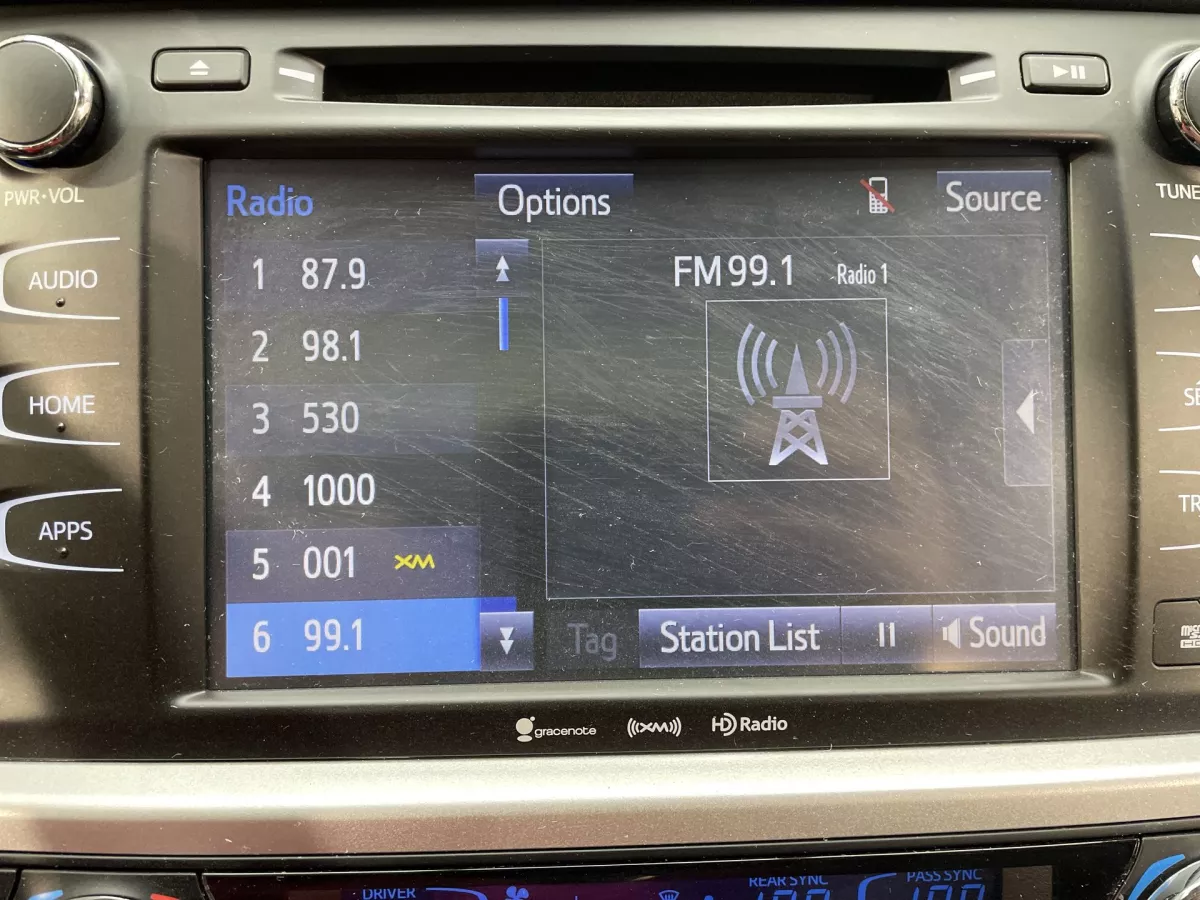 PWR•VOL
TUNE
AUDIO
HOME
APPS
Radio
Options
Source
1 87.9
2 98.1
3 530
4 1000
5 001 XM
6 99.1
FM 99.1 Radio 1
Tag
Station List
Sound
gracenote
((XM))
HD Radio
DRIVER
REAR SYNC
PASS SYNC